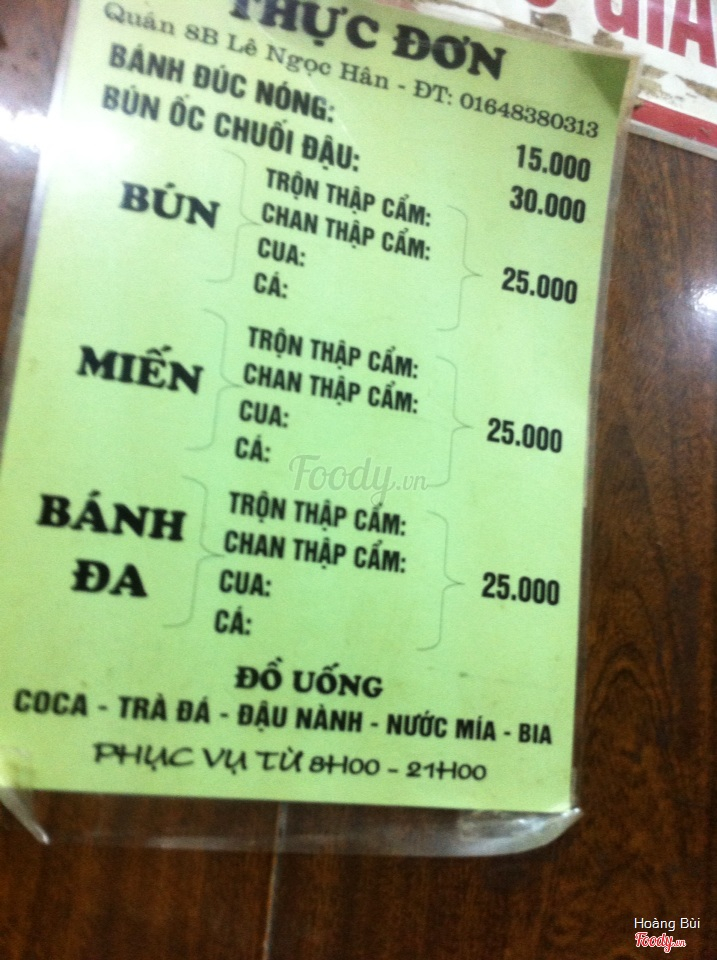 THỰC ĐƠN
Quán 8B Lê Ngọc Hân - ĐT: 01648380313
BÁNH ĐÚC NÓNG: 15.000
BÚN ỐC CHUỐI ĐẬU: 30.000
BÚN
TRỘN THẬP CẨM:
CHAN THẬP CẨM:
CUA:
CÁ:
25.000
MIẾN
TRỘN THẬP CẨM:
CHAN THẬP CẨM:
CUA:
CÁ:
25.000
BÁNH
ĐA
TRỘN THẬP CẨM:
CHAN THẬP CẨM:
CUA:
CÁ:
25.000
ĐỒ UỐNG
COCA - TRÀ ĐÁ - ĐẬU NÀNH - NƯỚC MÍA - BIA
PHỤC VỤ TỪ 8H00 - 21H00
Foody.vn
Hoàng Bùi
Foody.vn